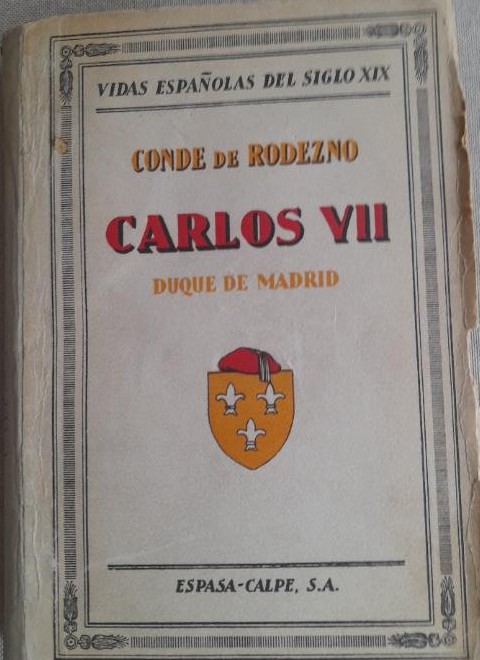 VIDAS ESPAÑOLAS DEL SIGLO XIX
CONDE DE RODEZNO
CARLOS VII
DUQUE DE MADRID
ESPASA-CALPE, S.A.